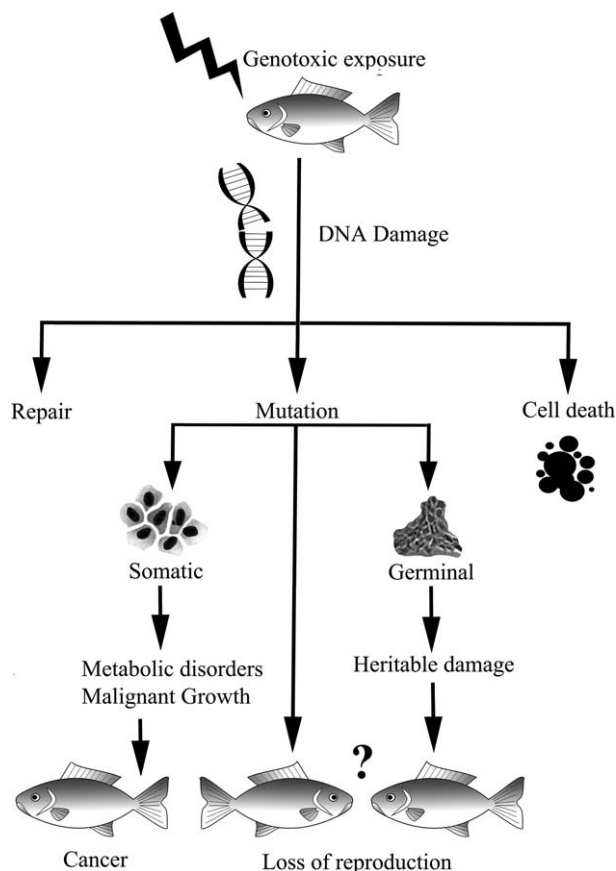 Genotoxic exposure
DNA Damage
Repair
Mutation
Cell death
Somatic
Germinal
Metabolic disorders
Malignant Growth
Heritable damage
?
Cancer
Loss of reproduction